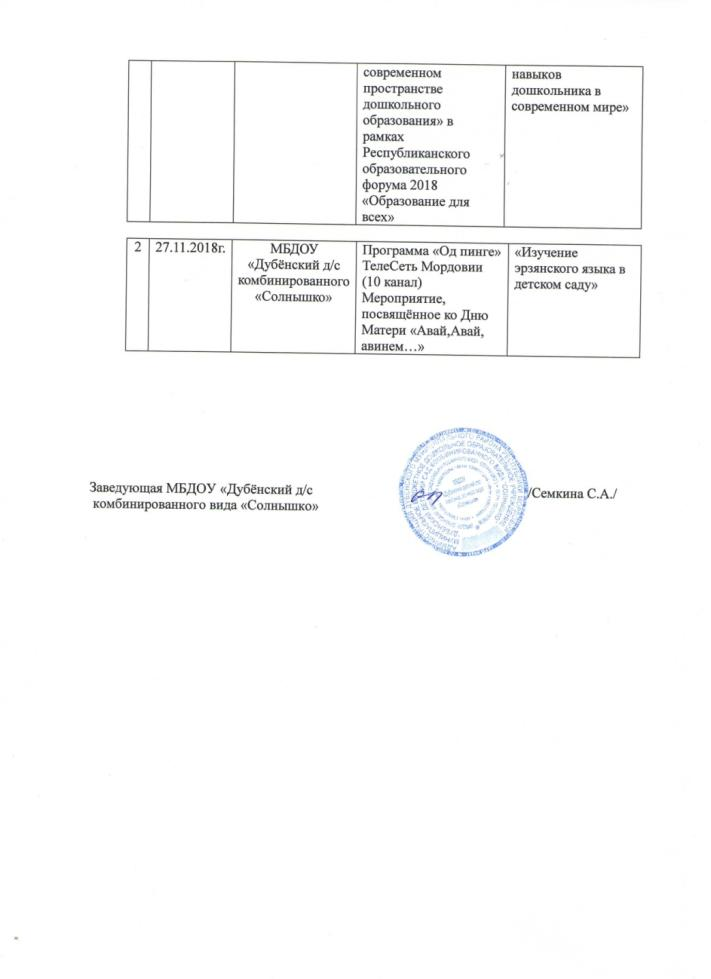 современном
пространстве
дошкольного
образования» в
рамках
Республиканского
образовательного
форума 2018
«Образование для
всех»
навыков
дошкольника в
современном мире»
2
27.11.2018г.
МБДОУ
«Дубёнский д/с
комбинированного
«Солнышко»
Программа «Од пинге»
ТелеСеть Мордовии
(10 канал)
Мероприятие,
посвящённое ко Дню
Матери «Авай,Авай,
авинем…»
«Изучение
эрзянского языка в
детском саду»
Заведующая МБДОУ «Дубёнский д/с
комбинированного вида «Солнышко»
/Семкина С.А./